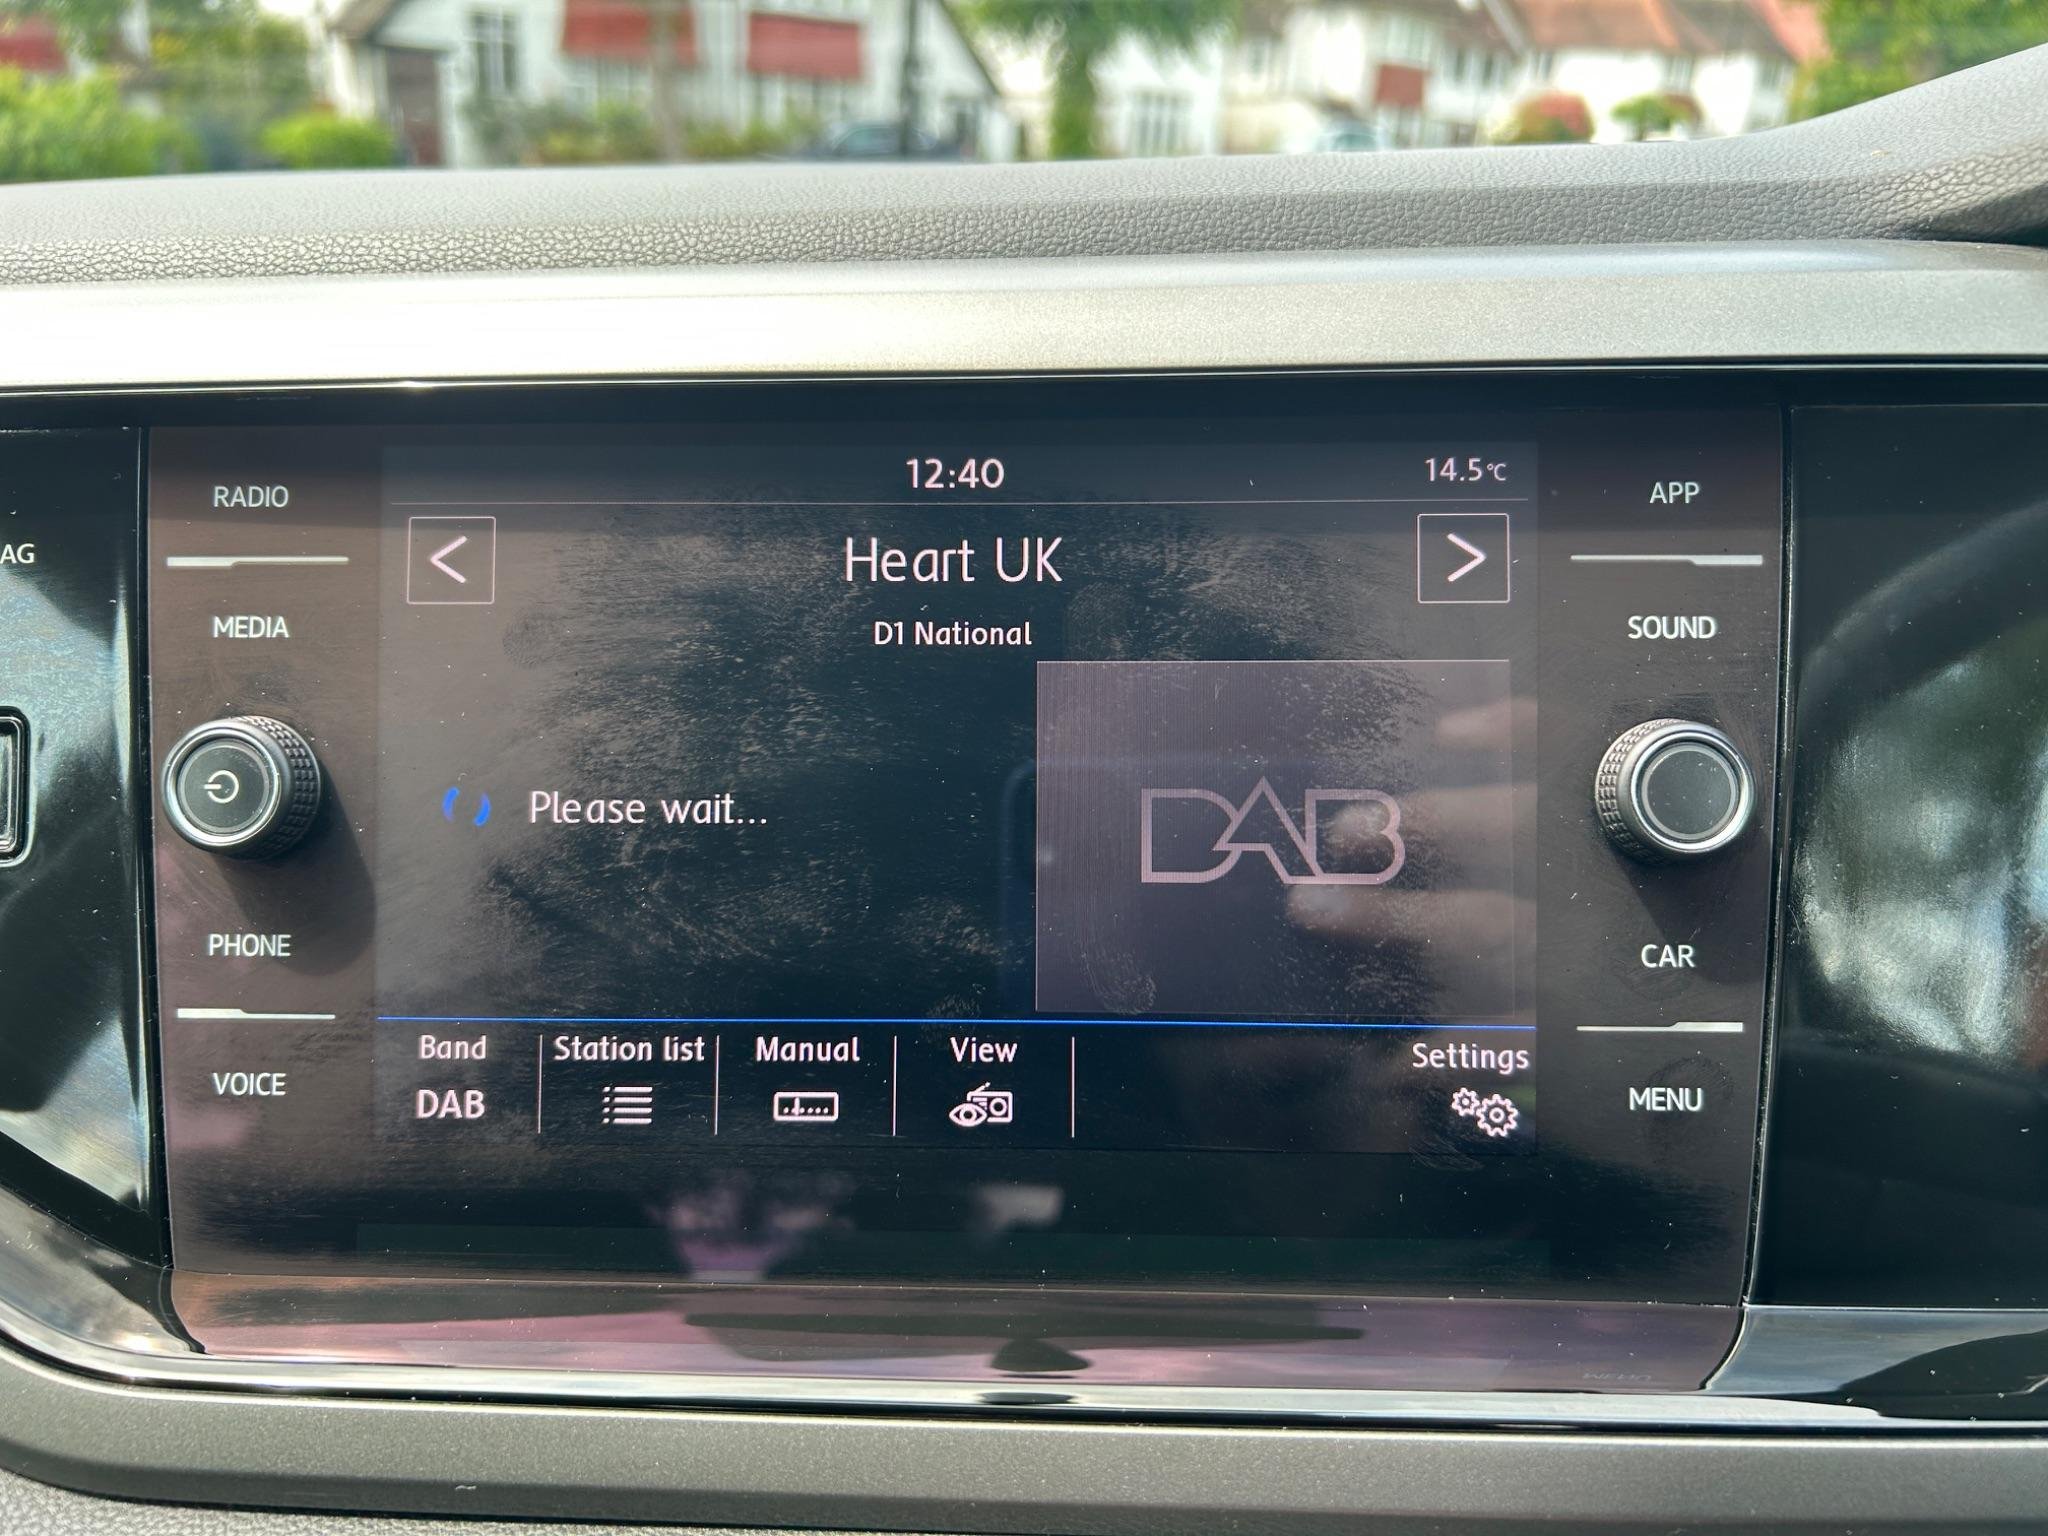 12:40
14.5°C
RADIO
APP
<
Heart UK
>
AG
MEDIA
D1 National
SOUND
Please wait...
DAB
PHONE
CAR
Band
Station list
Manual
View
Settings
DAB
VOICE
MENU